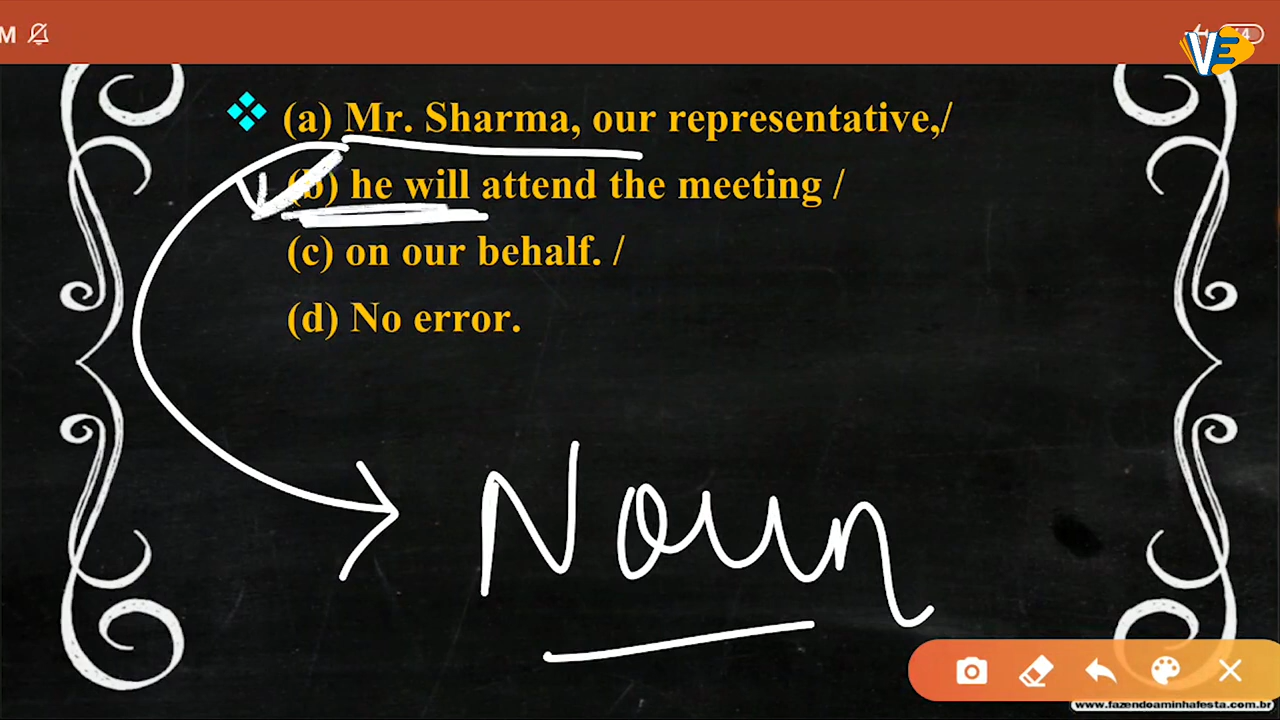 M
VE
(a) Mr. Sharma, our representative,/
(b) he will attend the meeting /
(c) on our behalf. /
(d) No error.
Noun
www.fazendoaminhafesta.com.br